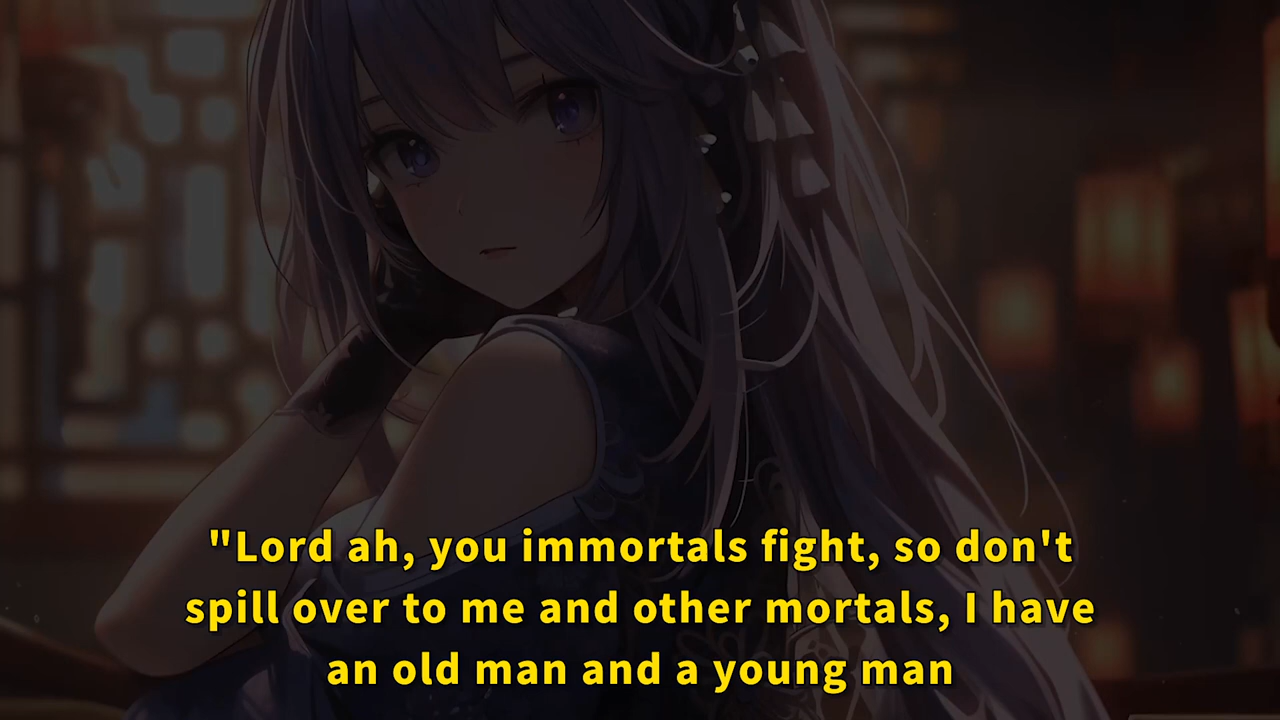 "Lord ah, you immortals fight, so don't
spill over to me and other mortals, I have
an old man and a young man